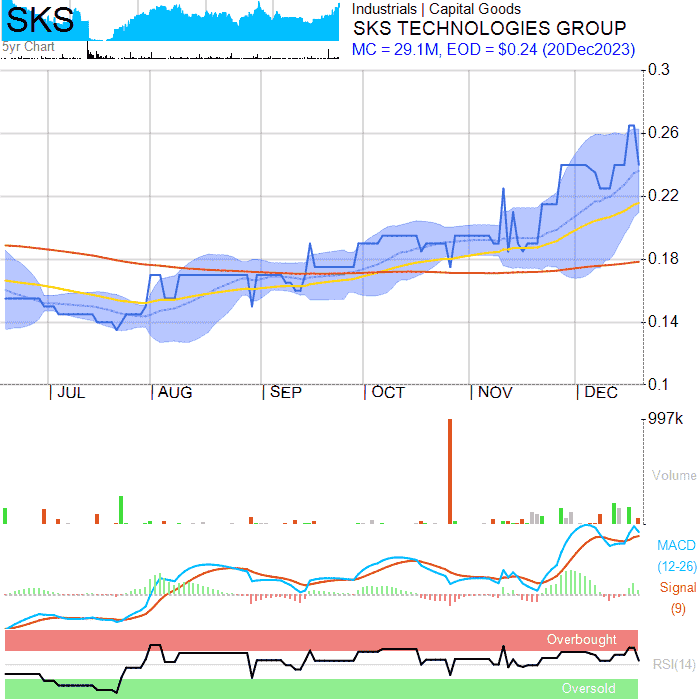 SKS
5yr Chart
Industrials | Capital Goods
SKS TECHNOLOGIES GROUP
MC = 29.1M, EOD = $0.24 (20Dec2023)
0.3
0.26
0.22
0.18
0.14
0.1
JUL AUG SEP OCT NOV DEC
997k
Volume
MACD
(12-26)
Signal
(9)
Overbought
RSI(14)
Oversold